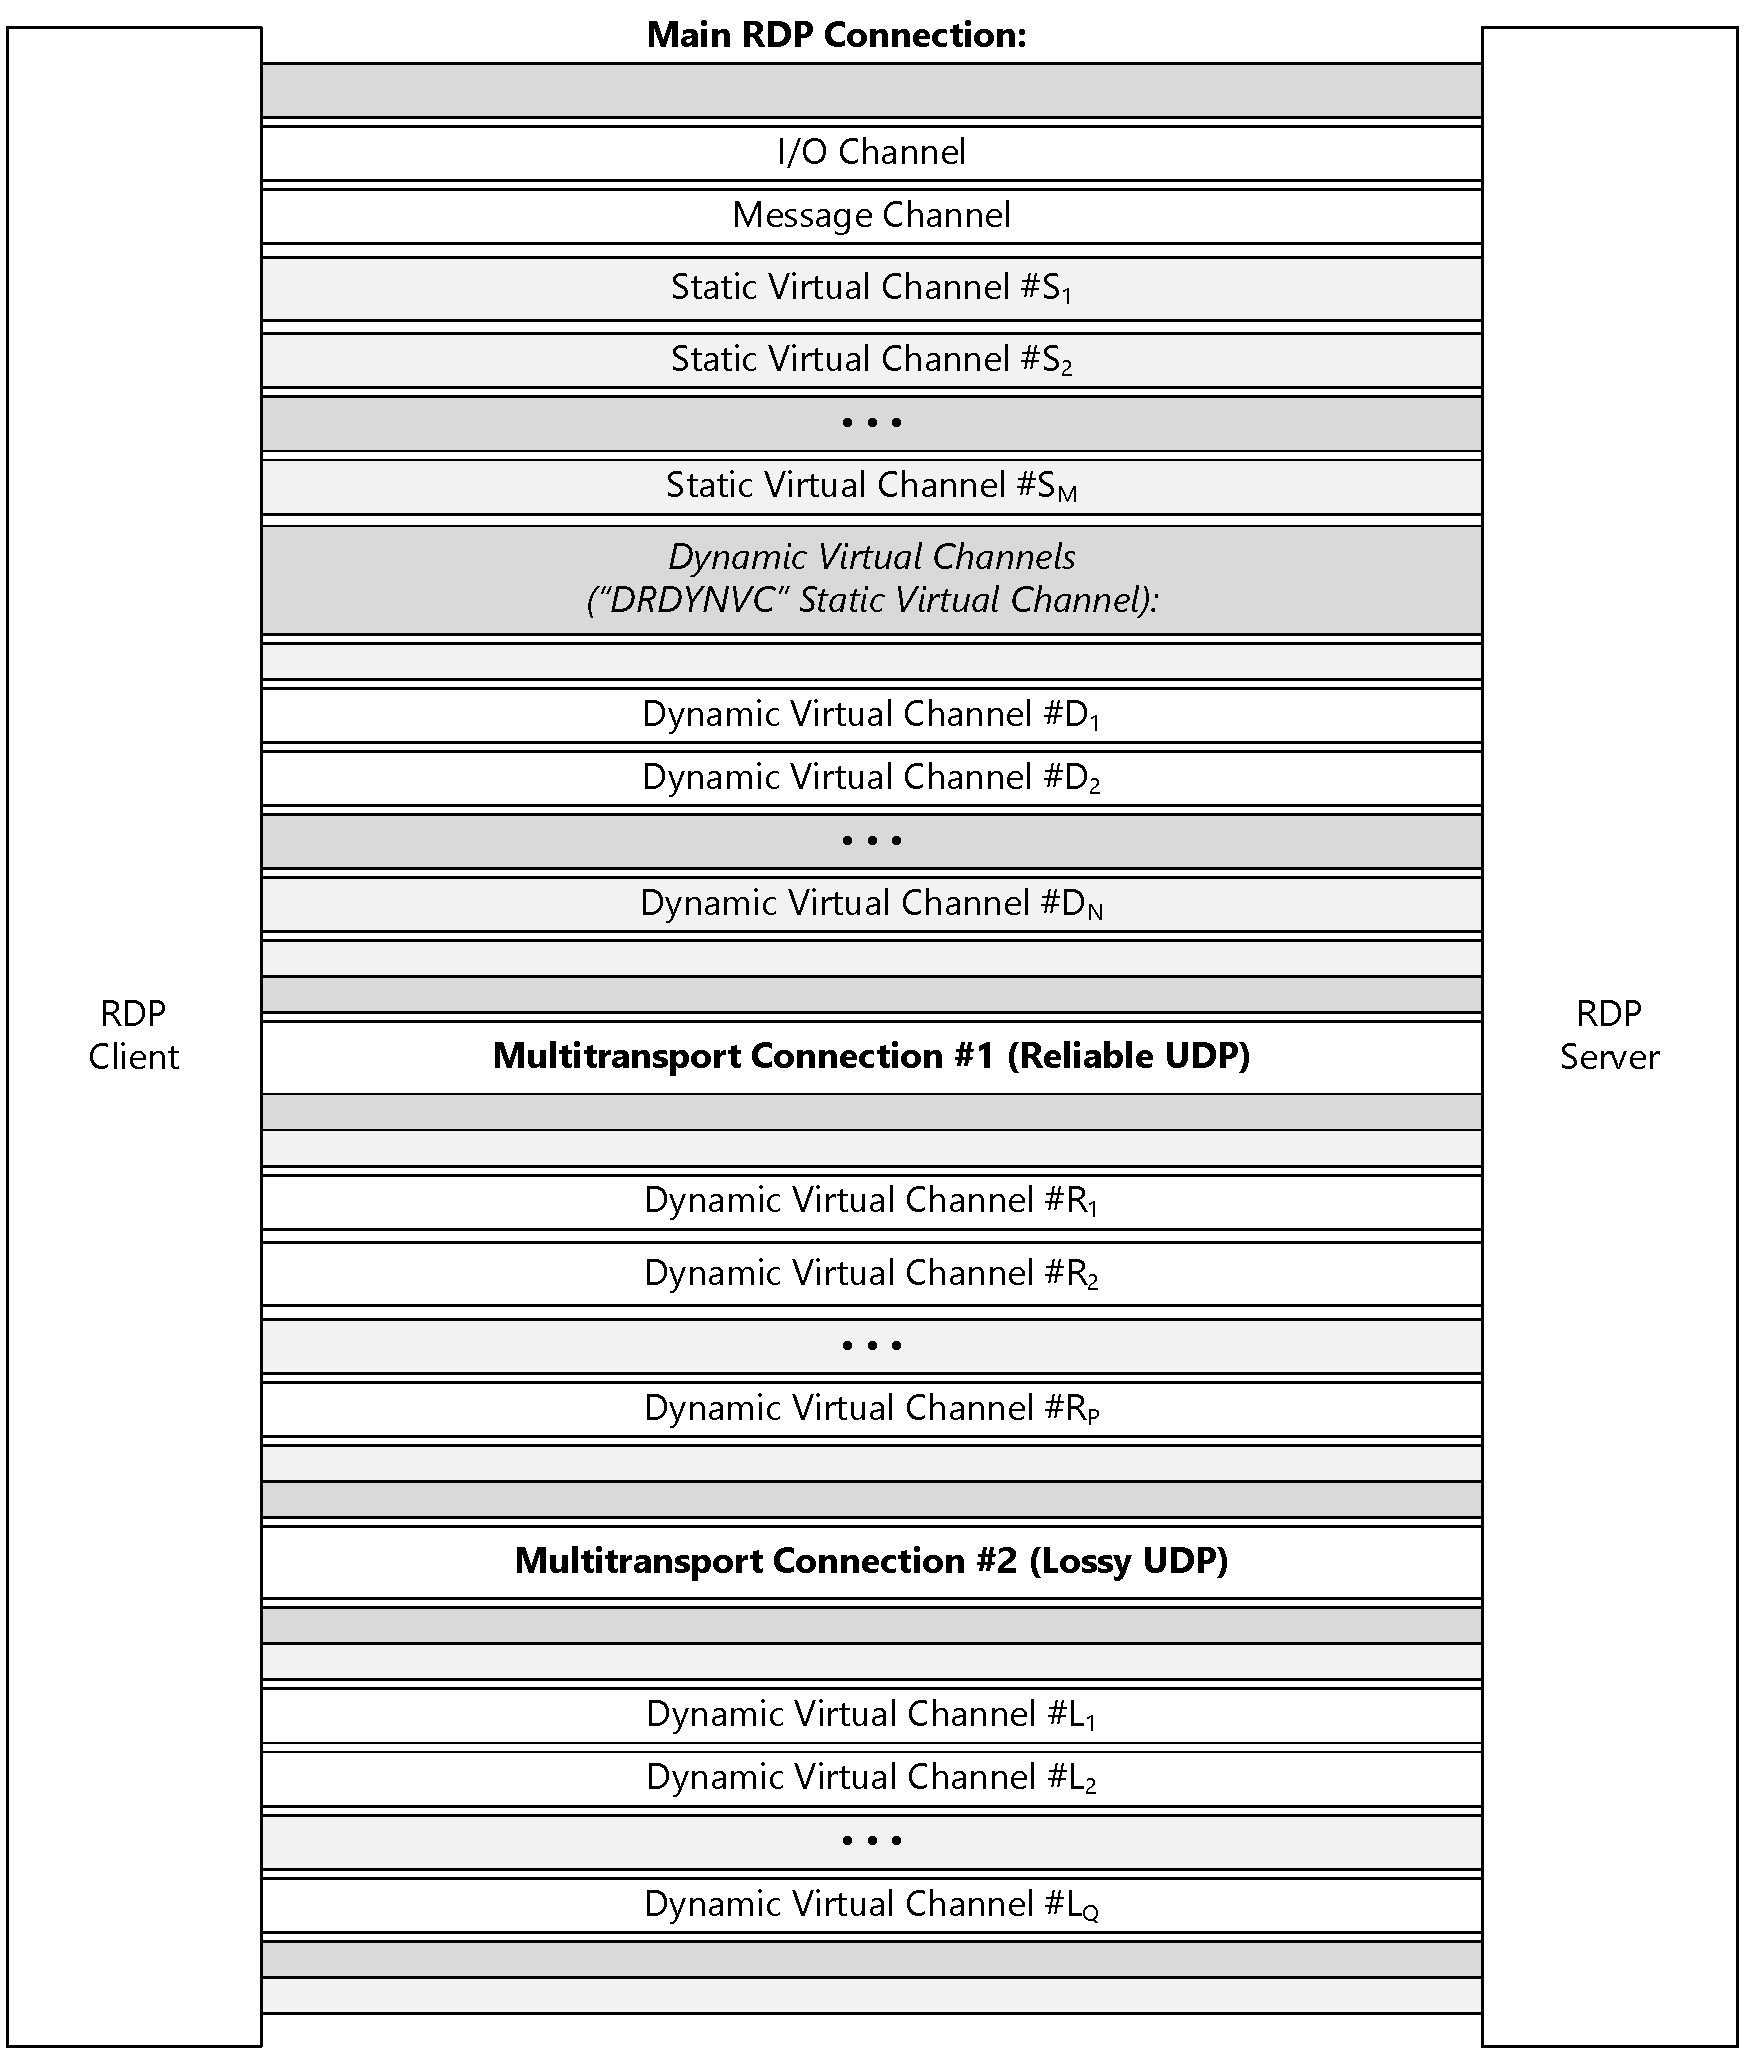 Main RDP Connection:
I/O Channel
Message Channel
Static Virtual Channel #S₁
Static Virtual Channel #S₂
• • •
Static Virtual Channel #Sᴍ
Dynamic Virtual Channels
(“DRDYNVC” Static Virtual Channel):
Dynamic Virtual Channel #D₁
Dynamic Virtual Channel #D₂
• • •
Dynamic Virtual Channel #Dɴ
RDP
Client
RDP
Server
Multitransport Connection #1 (Reliable UDP)
Dynamic Virtual Channel #R₁
Dynamic Virtual Channel #R₂
• • •
Dynamic Virtual Channel #Rᴘ
Multitransport Connection #2 (Lossy UDP)
Dynamic Virtual Channel #L₁
Dynamic Virtual Channel #L₂
• • •
Dynamic Virtual Channel #LQ